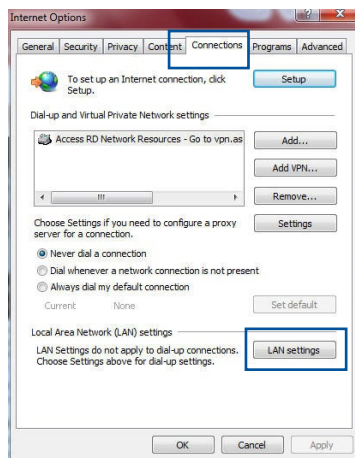 Internet Options
General Security Privacy Content Connections Programs Advanced
To set up an Internet connection, click Setup.
Setup
Dial-up and Virtual Private Network settings
Access RD Network Resources - Go to vpn.as
Add...
Add VPN...
Remove...
Choose Settings if you need to configure a proxy
server for a connection.
Settings
Never dial a connection
Dial whenever a network connection is not present
Always dial my default connection
Current None
Set default
Local Area Network (LAN) settings
LAN Settings do not apply to dial-up connections.
Choose Settings above for dial-up settings.
LAN settings
OK Cancel Apply